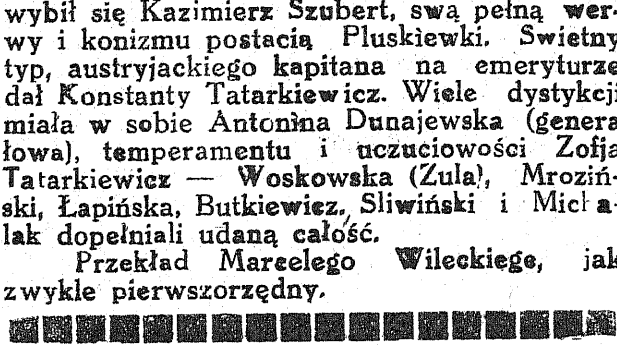 wybił się Kazimierz Szubert, swą pełną wer-
wy i konizmu postacią Pluskiewki. Swietny
typ, austryjackiego kapitana na emeryturze
dał Konstanty Tatarkiewicz. Wiele dystykcji
miała w sobie Antonina Dunajewska (genera
łowa), temperamentu i uczuciowości Zofja
Tatarkiewicz — Woskowska (Zula), Mroziń-
ski, Łapińska, Butkiewicz, Sliwiński i Micha-
lak dopełniali udaną całość.
Przekład Marcelego Wileckiego, jak
zwykle pierwszorzędny.